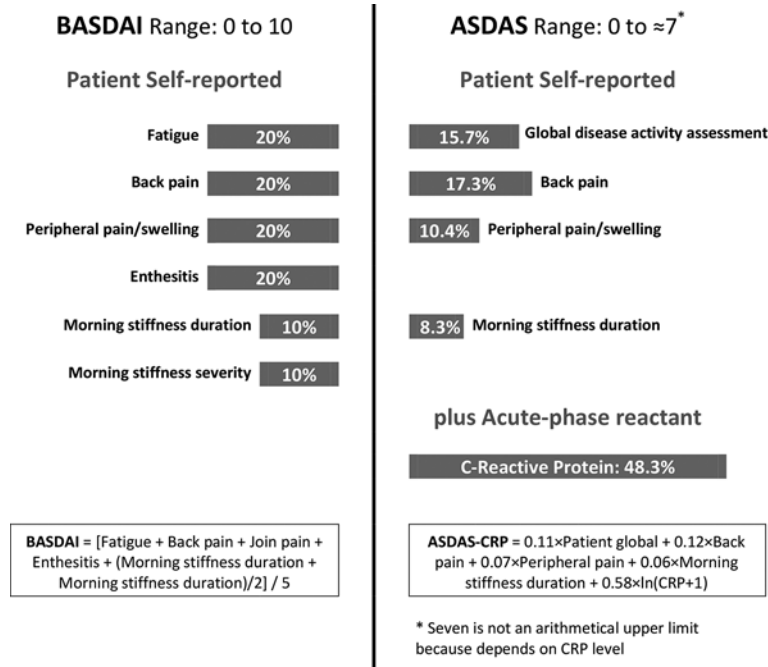 BASDAI Range: 0 to 10
Patient Self-reported
Fatigue 20%
Back pain 20%
Peripheral pain/swelling 20%
Enthesitis 20%
Morning stiffness duration 10%
Morning stiffness severity 10%
BASDAI = [Fatigue + Back pain + Join pain +
Enthesitis + (Morning stiffness duration +
Morning stiffness duration)/2] / 5
ASDAS Range: 0 to ≈7*
Patient Self-reported
15.7% Global disease activity assessment
17.3% Back pain
10.4% Peripheral pain/swelling
8.3% Morning stiffness duration
plus Acute-phase reactant
C-Reactive Protein: 48.3%
ASDAS-CRP = 0.11×Patient global + 0.12×Back
pain + 0.07×Peripheral pain + 0.06×Morning
stiffness duration + 0.58×ln(CRP+1)
* Seven is not an arithmetical upper limit
because depends on CRP level